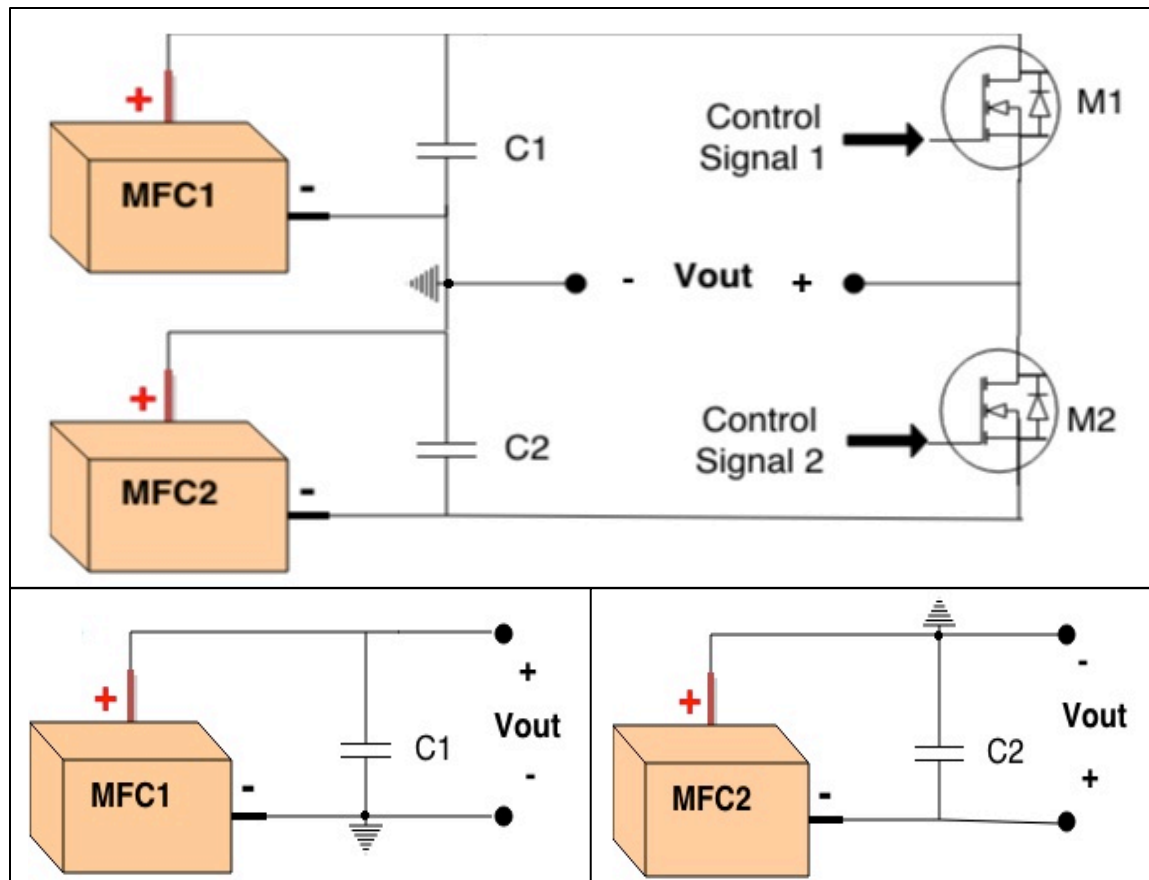 +
MFC1
-
C1
Control
Signal 1
M1
- Vout +
+
MFC2
-
C2
Control
Signal 2
M2
+
MFC1
-
C1
+
Vout
-
+
MFC2
-
C2
-
Vout
+